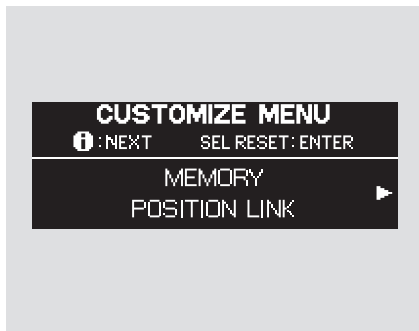 CUSTOMIZE MENU
i:NEXT SEL RESET:ENTER
MEMORY
POSITION LINK